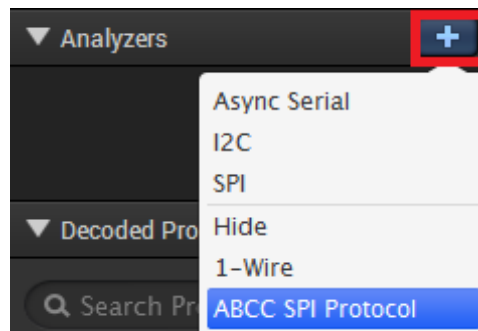 Analyzers
Async Serial
I2C
SPI
Decoded Pro
Hide
1-Wire
Search Pr
ABCC SPI Protocol